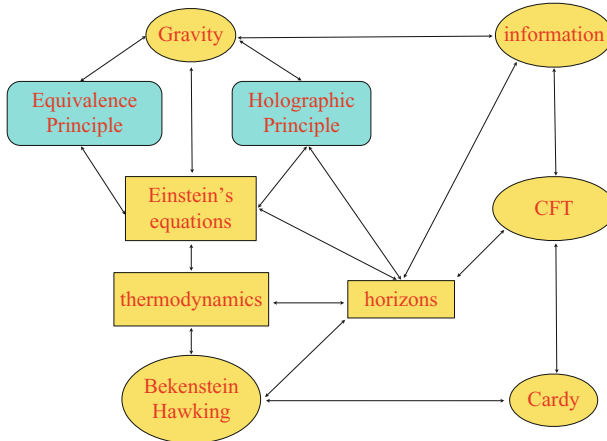 Gravity
information
Equivalence
Principle
Holographic
Principle
Einstein's
equations
CFT
thermodynamics
horizons
Bekenstein
Hawking
Cardy